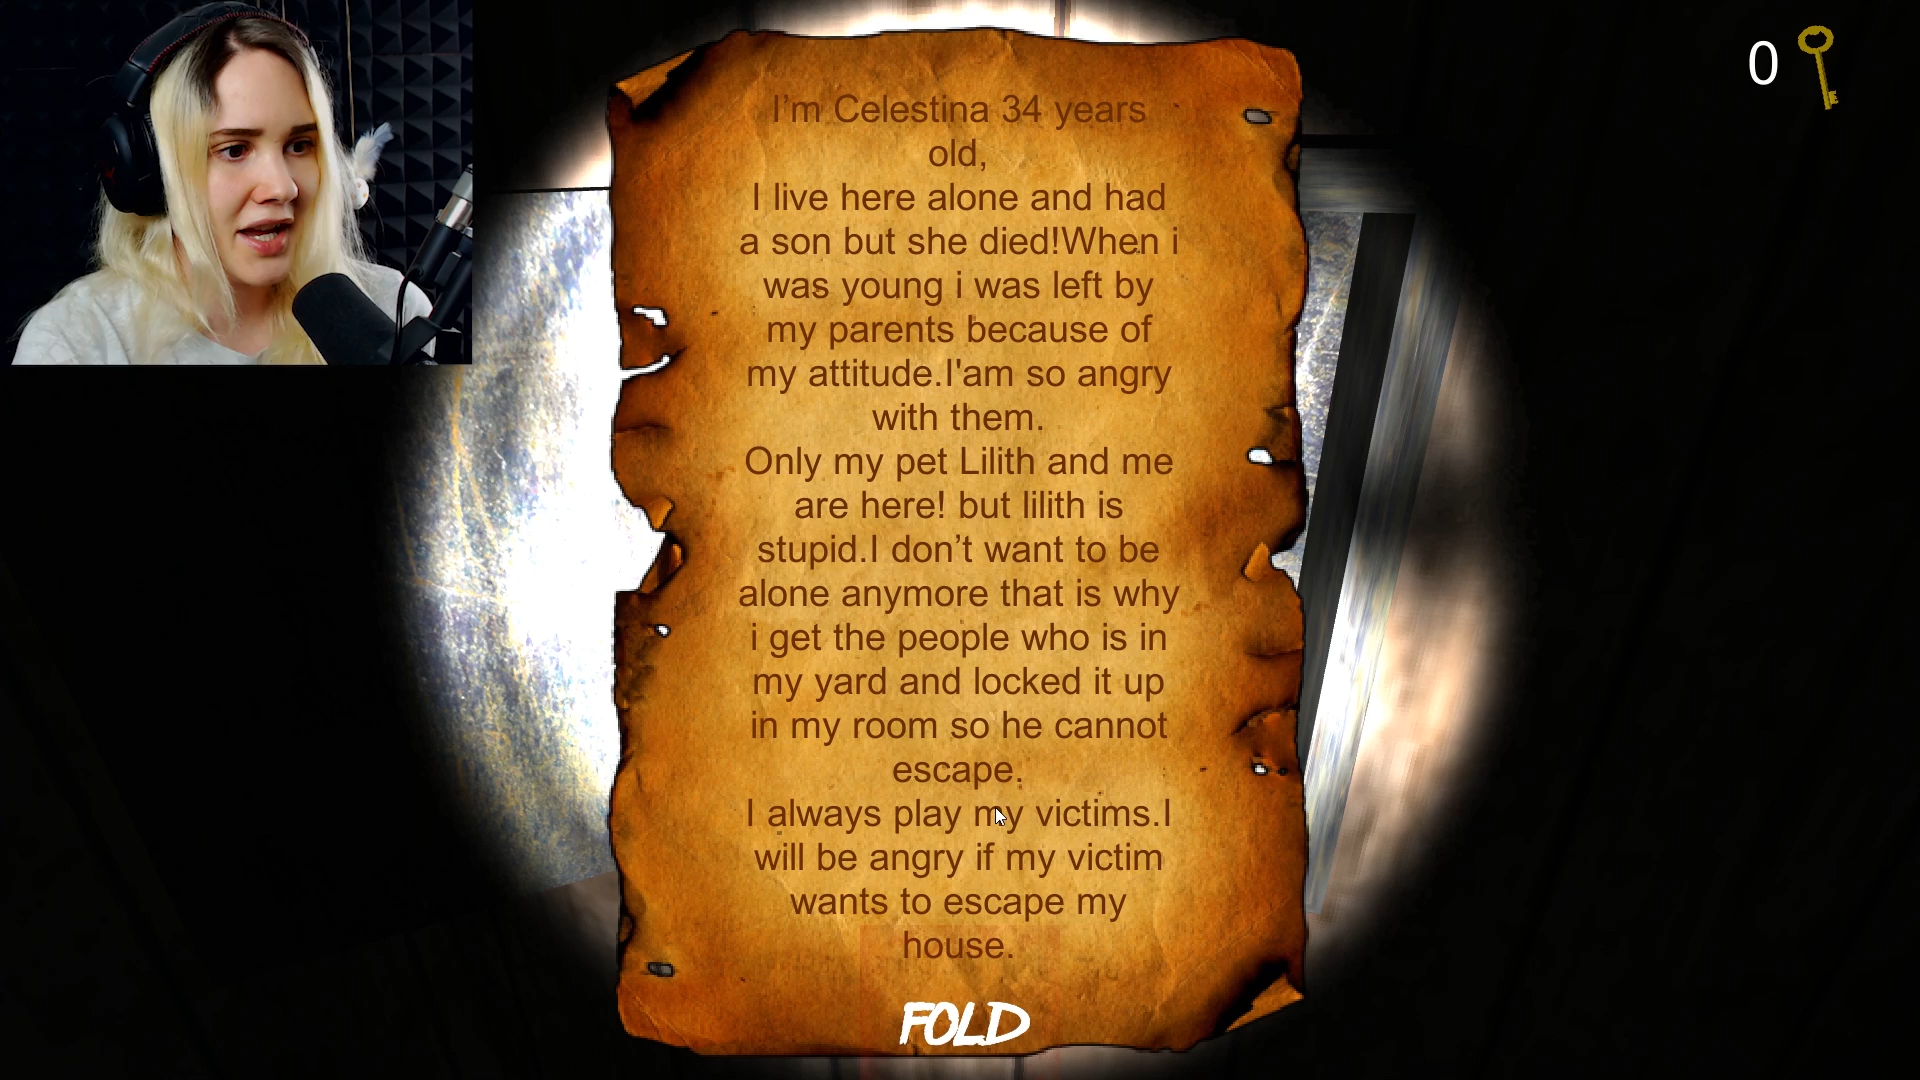 0
I'm Celestina 34 years
old,
I live here alone and had
a son but she died!When i
was young i was left by
my parents because of
my attitude.I'am so angry
with them.
Only my pet Lilith and me
are here! but lilith is
stupid.I don’t want to be
alone anymore that is why
i get the people who is in
my yard and locked it up
in my room so he cannot
escape.
I always play my victims.I
will be angry if my victim
wants to escape my
house.
FOLD